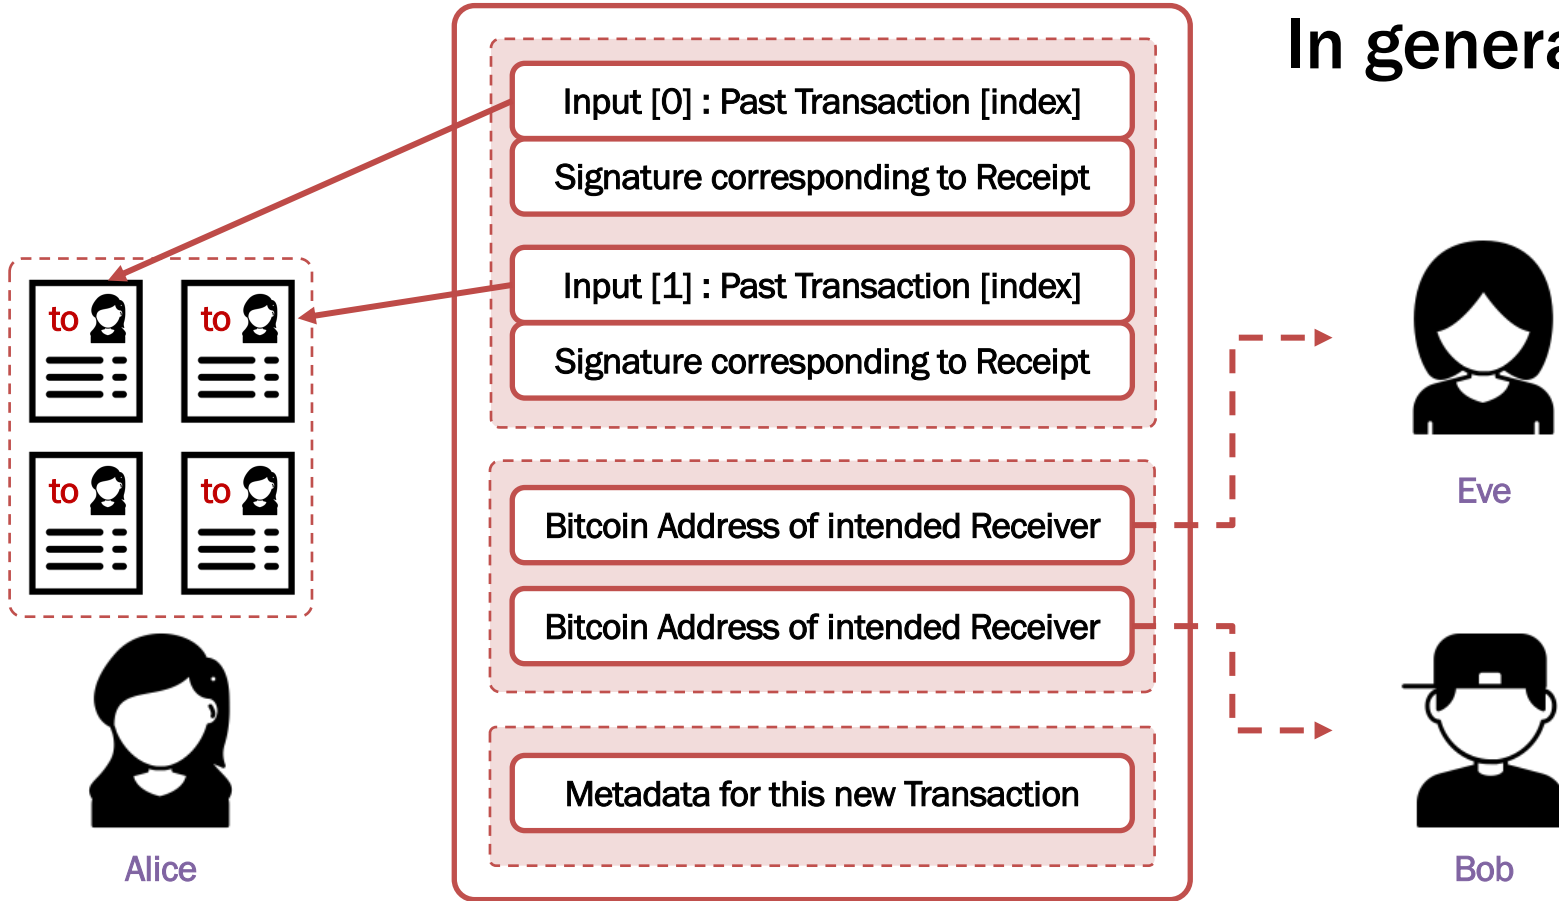 In genera
Input [0] : Past Transaction [index]
Signature corresponding to Receipt
Input [1] : Past Transaction [index]
Signature corresponding to Receipt
to to
to to
Eve
Bitcoin Address of intended Receiver
Bitcoin Address of intended Receiver
Metadada for this new Transaction
Alice
Bob